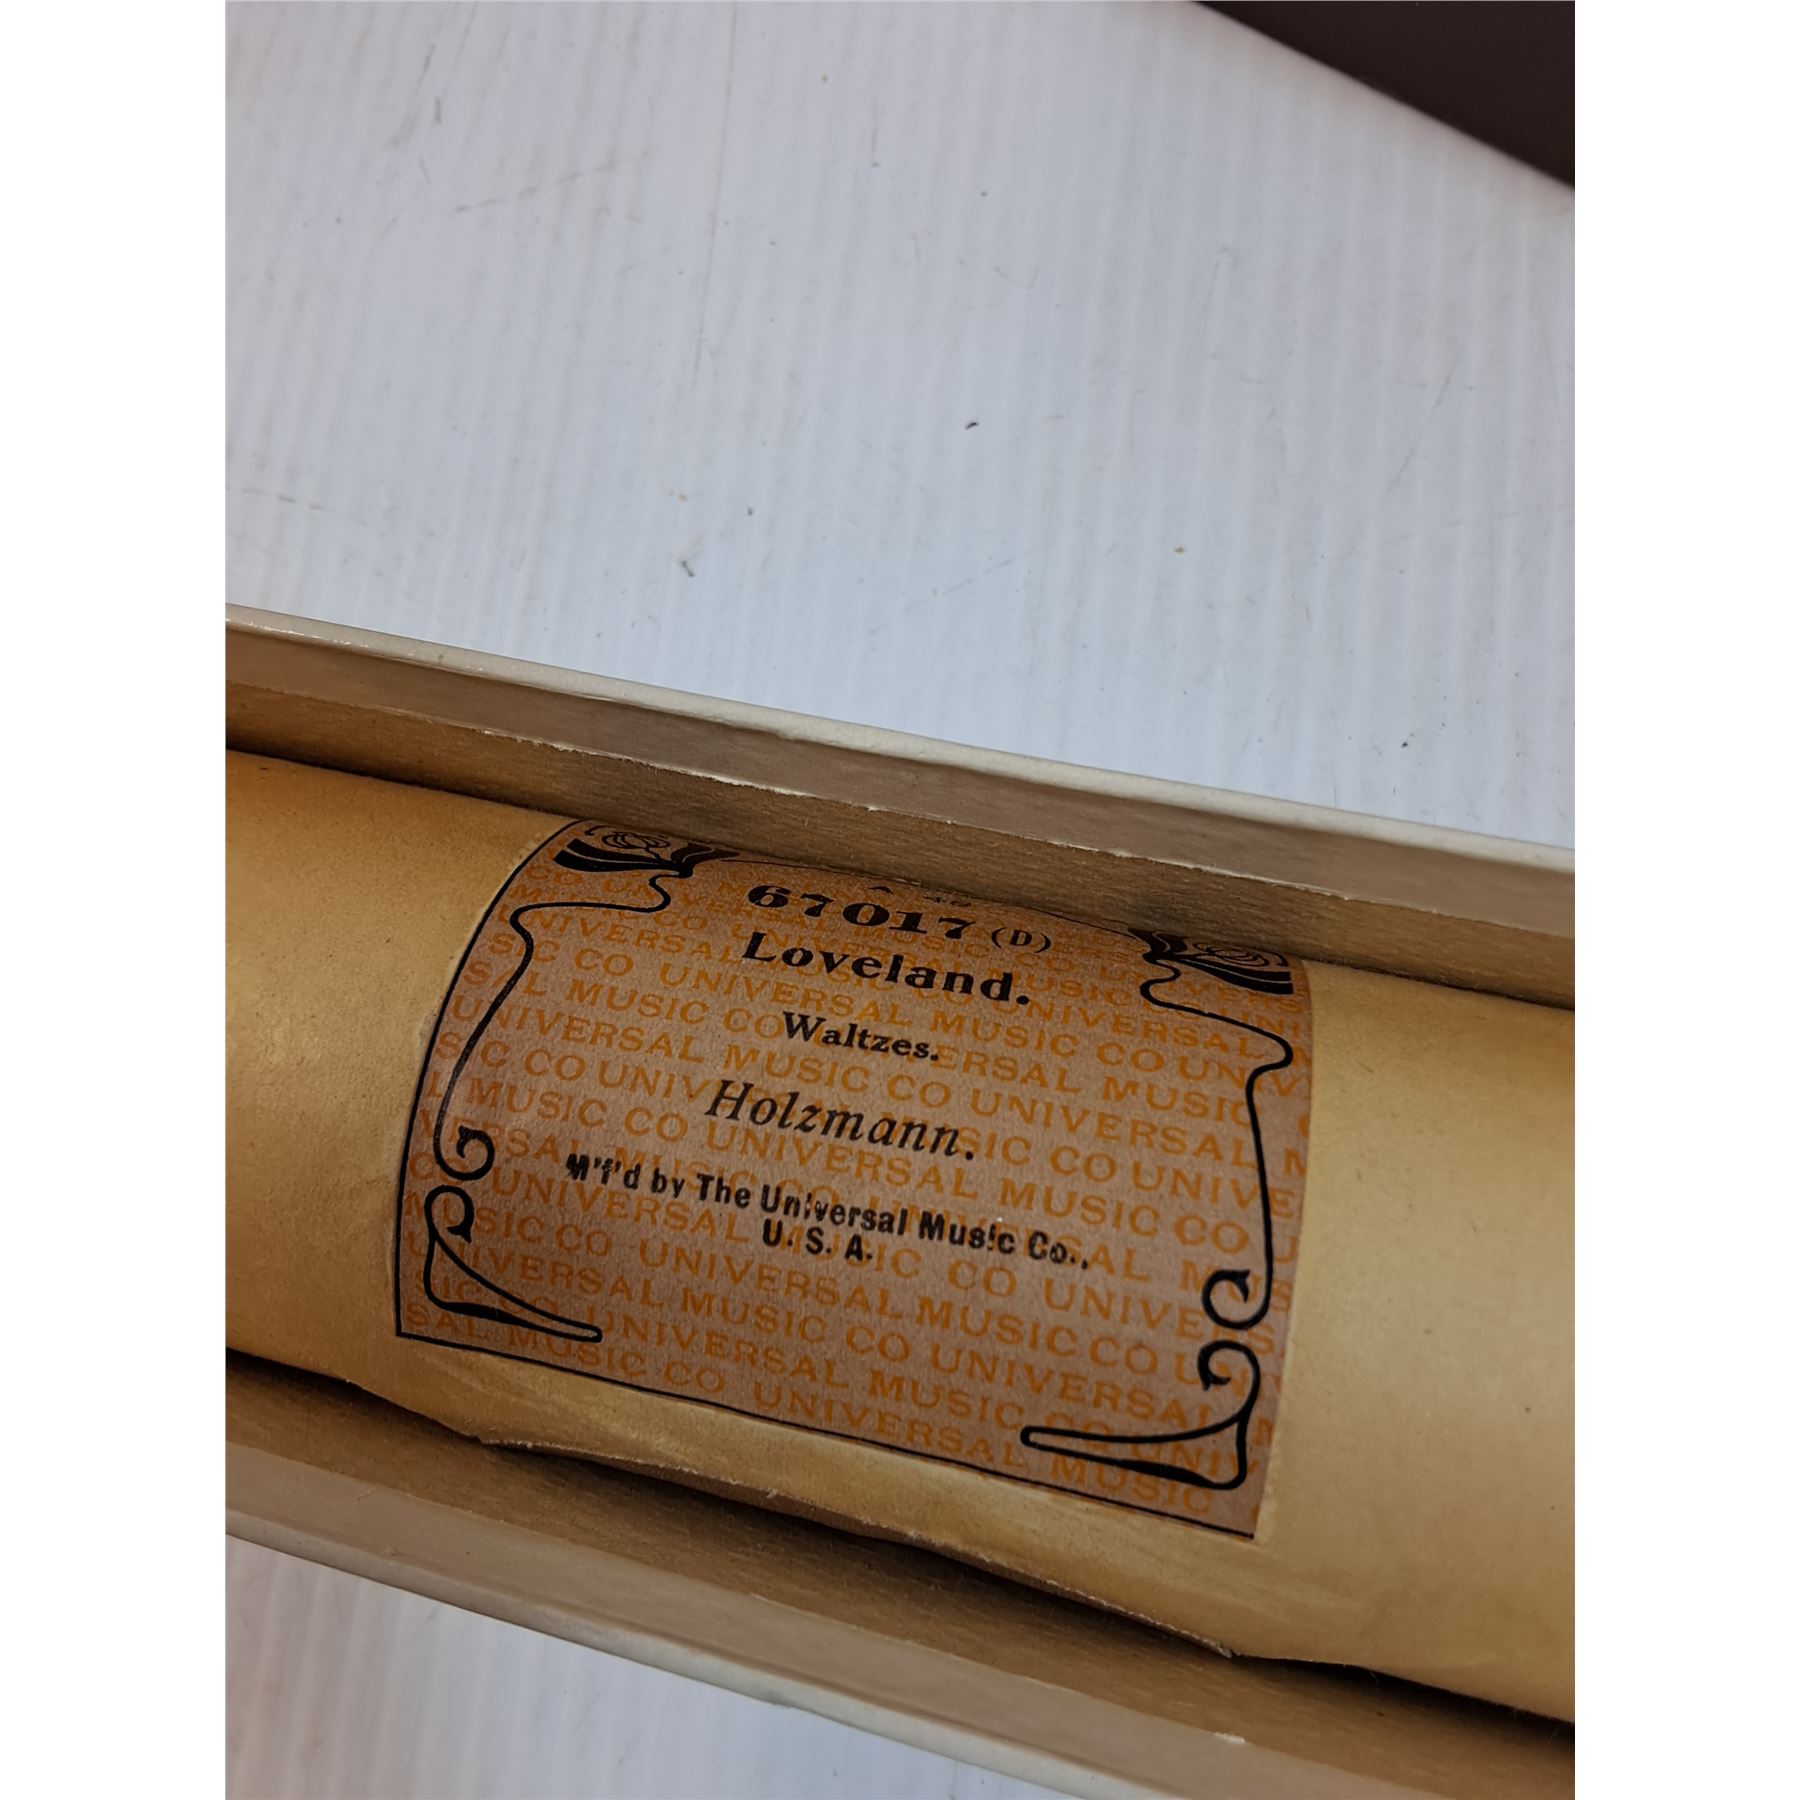 67017 (D)
Loveland.
Waltzes.
Holzmann.
M'f'd by The Universal Music Co.,
U. S. A.